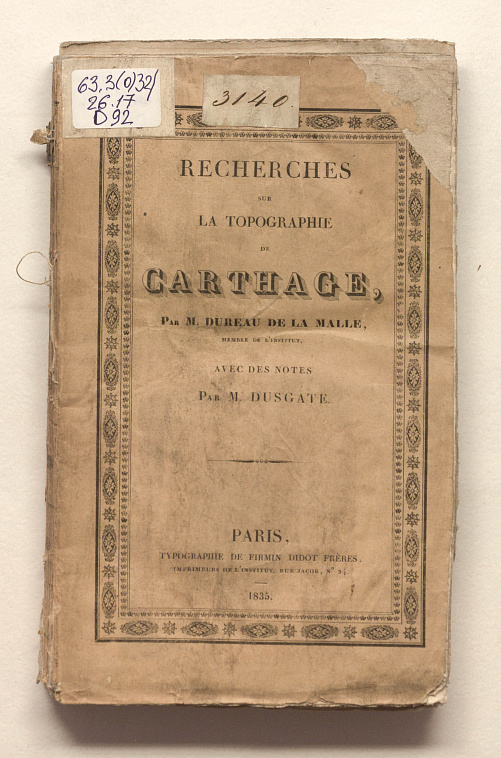 63.3(0)32/
26.17
D92
3140.
RECHERCHES
SUR
LA TOPOGRAPHIE
DE
CARTHAGE,
PAR M. DUREAU DE LA MALLE,
MEMBRE DE L'INSTITUT,
AVEC DES NOTES
PAR M. DUSGATE.
PARIS,
TYPOGRAPHIE DE FIRMIN DIDOT FRÈRES,
IMPRIMEURS DE L'INSTITUT, RUE JACOB, N° 24.
1835.